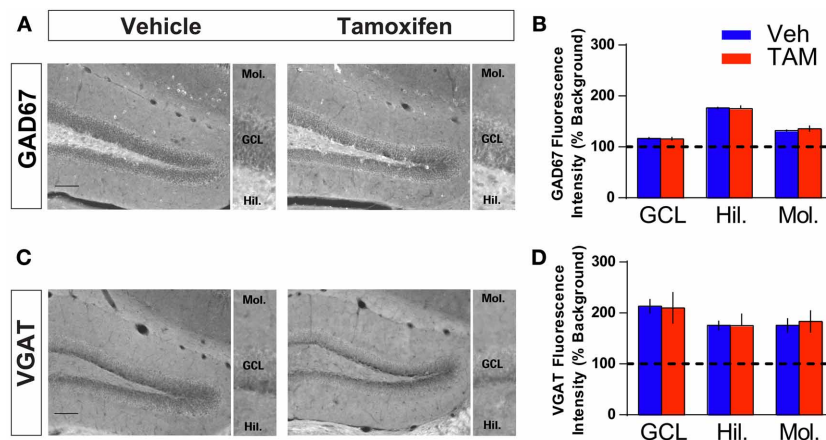 A
Vehicle
Tamoxifen
GAD67
Mol.
GCL
Hil.
Mol.
GCL
Hil.
B
Veh
TAM
GAD67 Fluorescence
Intensity (% Background)
300
200
100
0
GCL Hil. Mol.
C
VGAT
Mol.
GCL
Hil.
Mol.
GCL
Hil.
D
VGAT Fluorescence
Intensity (% Background)
300
200
100
0
GCL Hil. Mol.